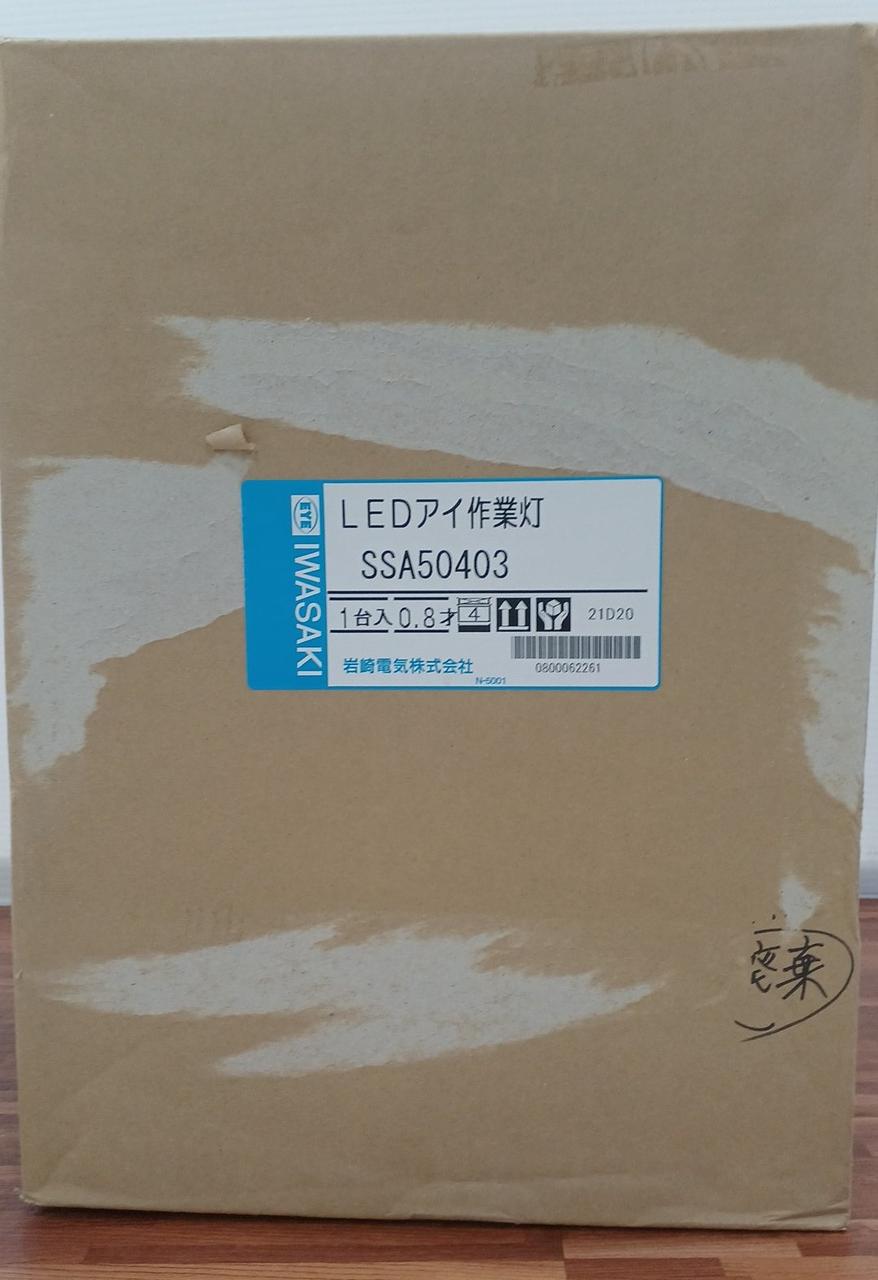 EYE IWASAKI
LEDアイ作業灯
SSA50403
1台入 0.8才 4 21D20
岩崎電気株式会社 0800062261
N-5001
葉